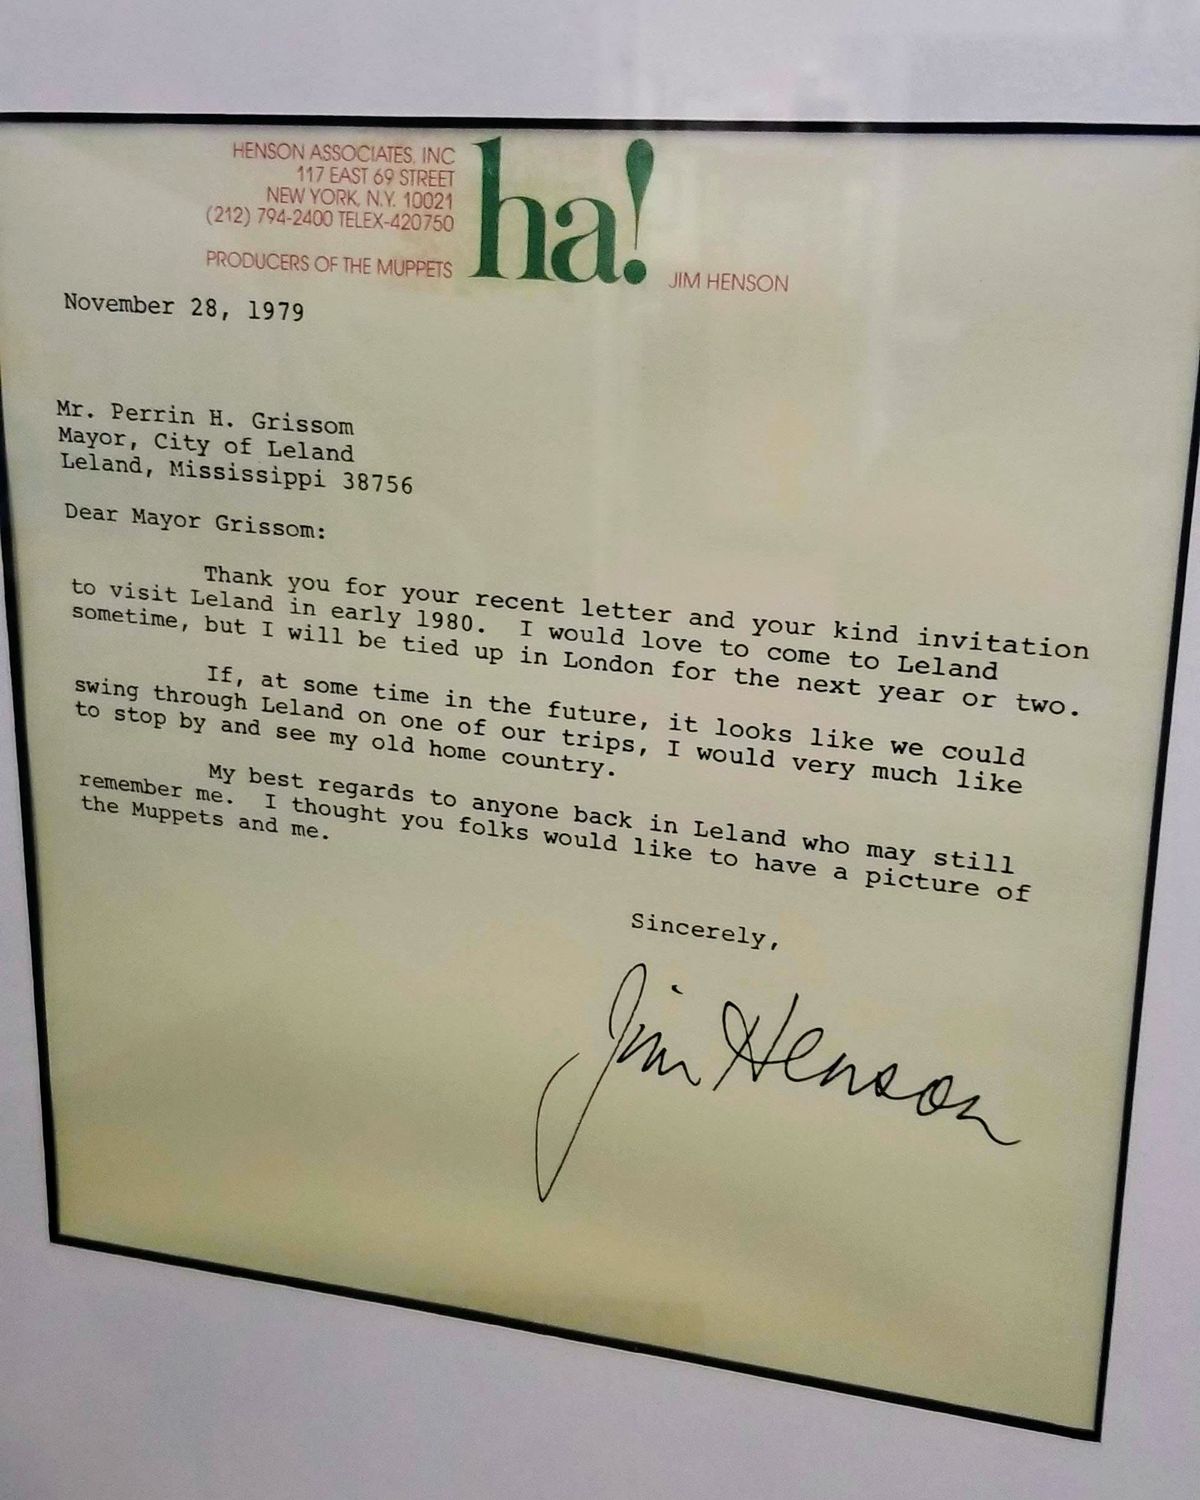 HENSON ASSOCIATES, INC
117 EAST 69 STREET
NEW YORK, N.Y. 10021
(212) 794-2400 TELEX-420750
PRODUCERS OF THE MUPPETS
ha!
JIM HENSON
November 28, 1979
Mr. Perrin H. Grissom
Mayor, City of Leland
Leland, Mississippi 38756
Dear Mayor Grissom:
Thank you for your recent letter and your kind invitation
to visit Leland in early 1980.  I would love to come to Leland
sometime, but I will be tied up in London for the next year or two.
If, at some time in the future, it looks like we could
swing through Leland on one of our trips, I would very much like
to stop by and see my old home country.
My best regards to anyone back in Leland who may still
remember me.  I thought you folks would like to have a picture of
the Muppets and me.
Sincerely,
Jim Henson